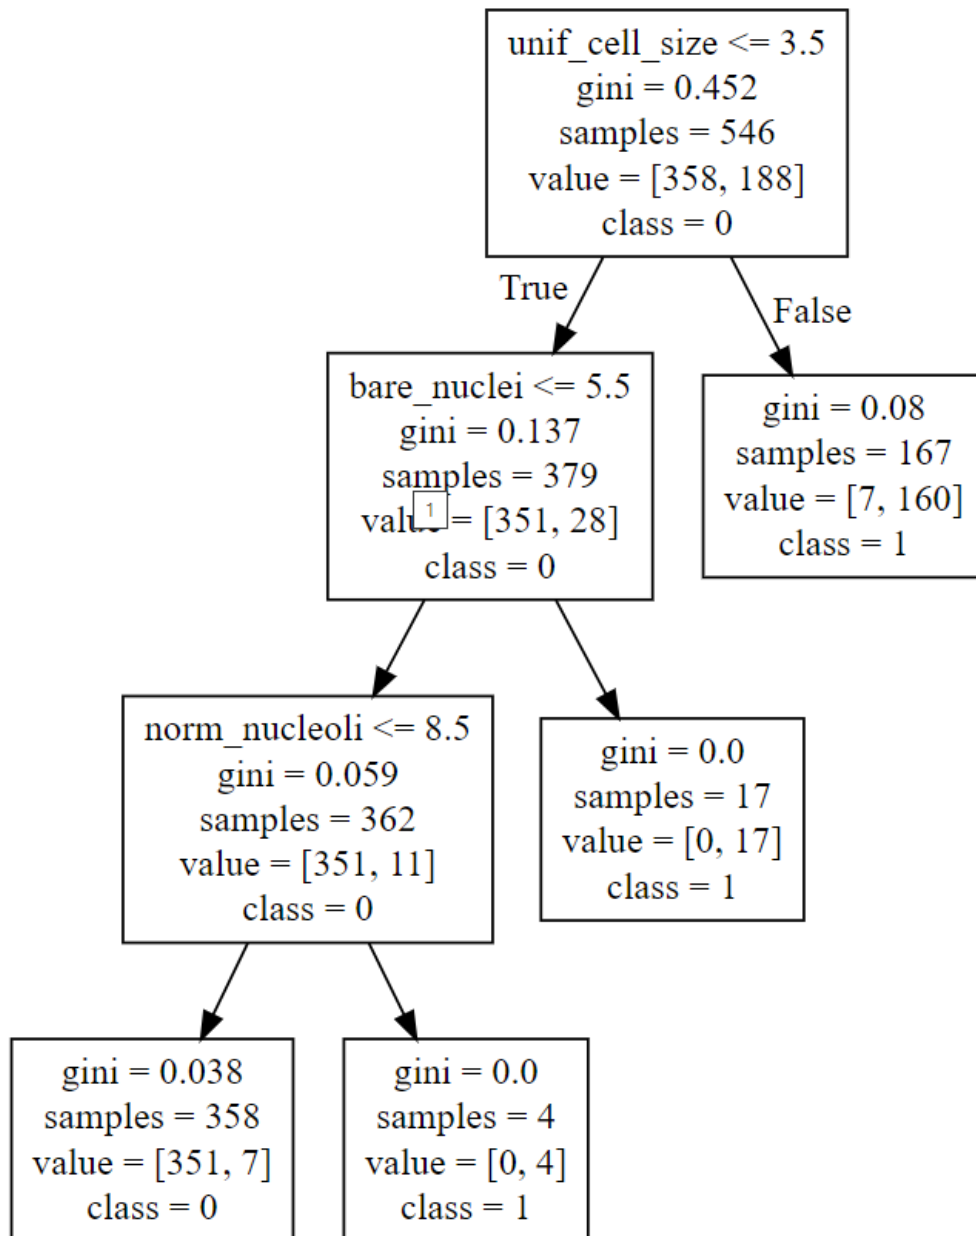 unif_cell_size <= 3.5
gini = 0.452
samples = 546
value = [358, 188]
class = 0
True
False
bare_nuclei <= 5.5
gini = 0.137
samples = 379
1
= [351, 28]
class = 0
gini = 0.08
samples = 167
value = [7, 160]
class = 1
norm_nucleoli <= 8.5
gini = 0.059
samples = 362
value = [351, 11]
class = 0
gini = 0.0
samples = 17
value = [0, 17]
class = 1
gini = 0.038
samples = 358
value = [351, 7]
class = 0
gini = 0.0
samples = 4
value = [0, 4]
class = 1